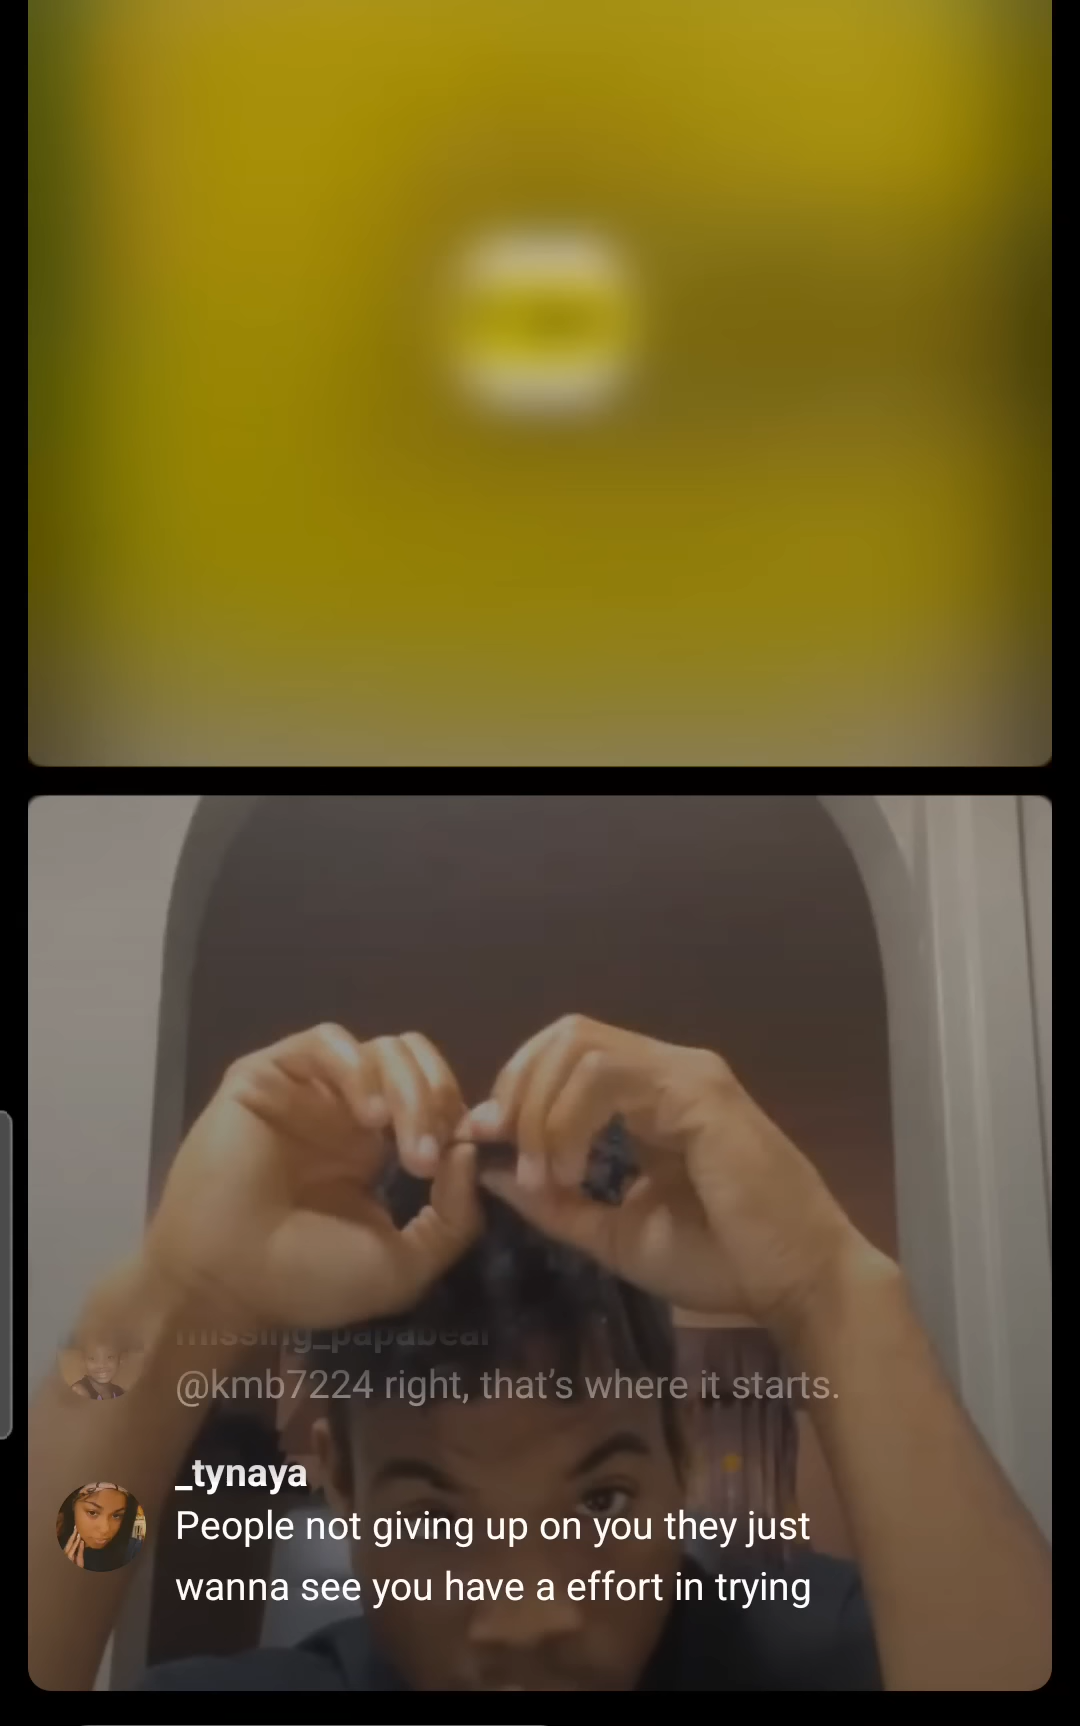 missing_papabear
@kmb7224 right, that’s where it starts.
_tynaya
People not giving up on you they just
wanna see you have a effort in trying